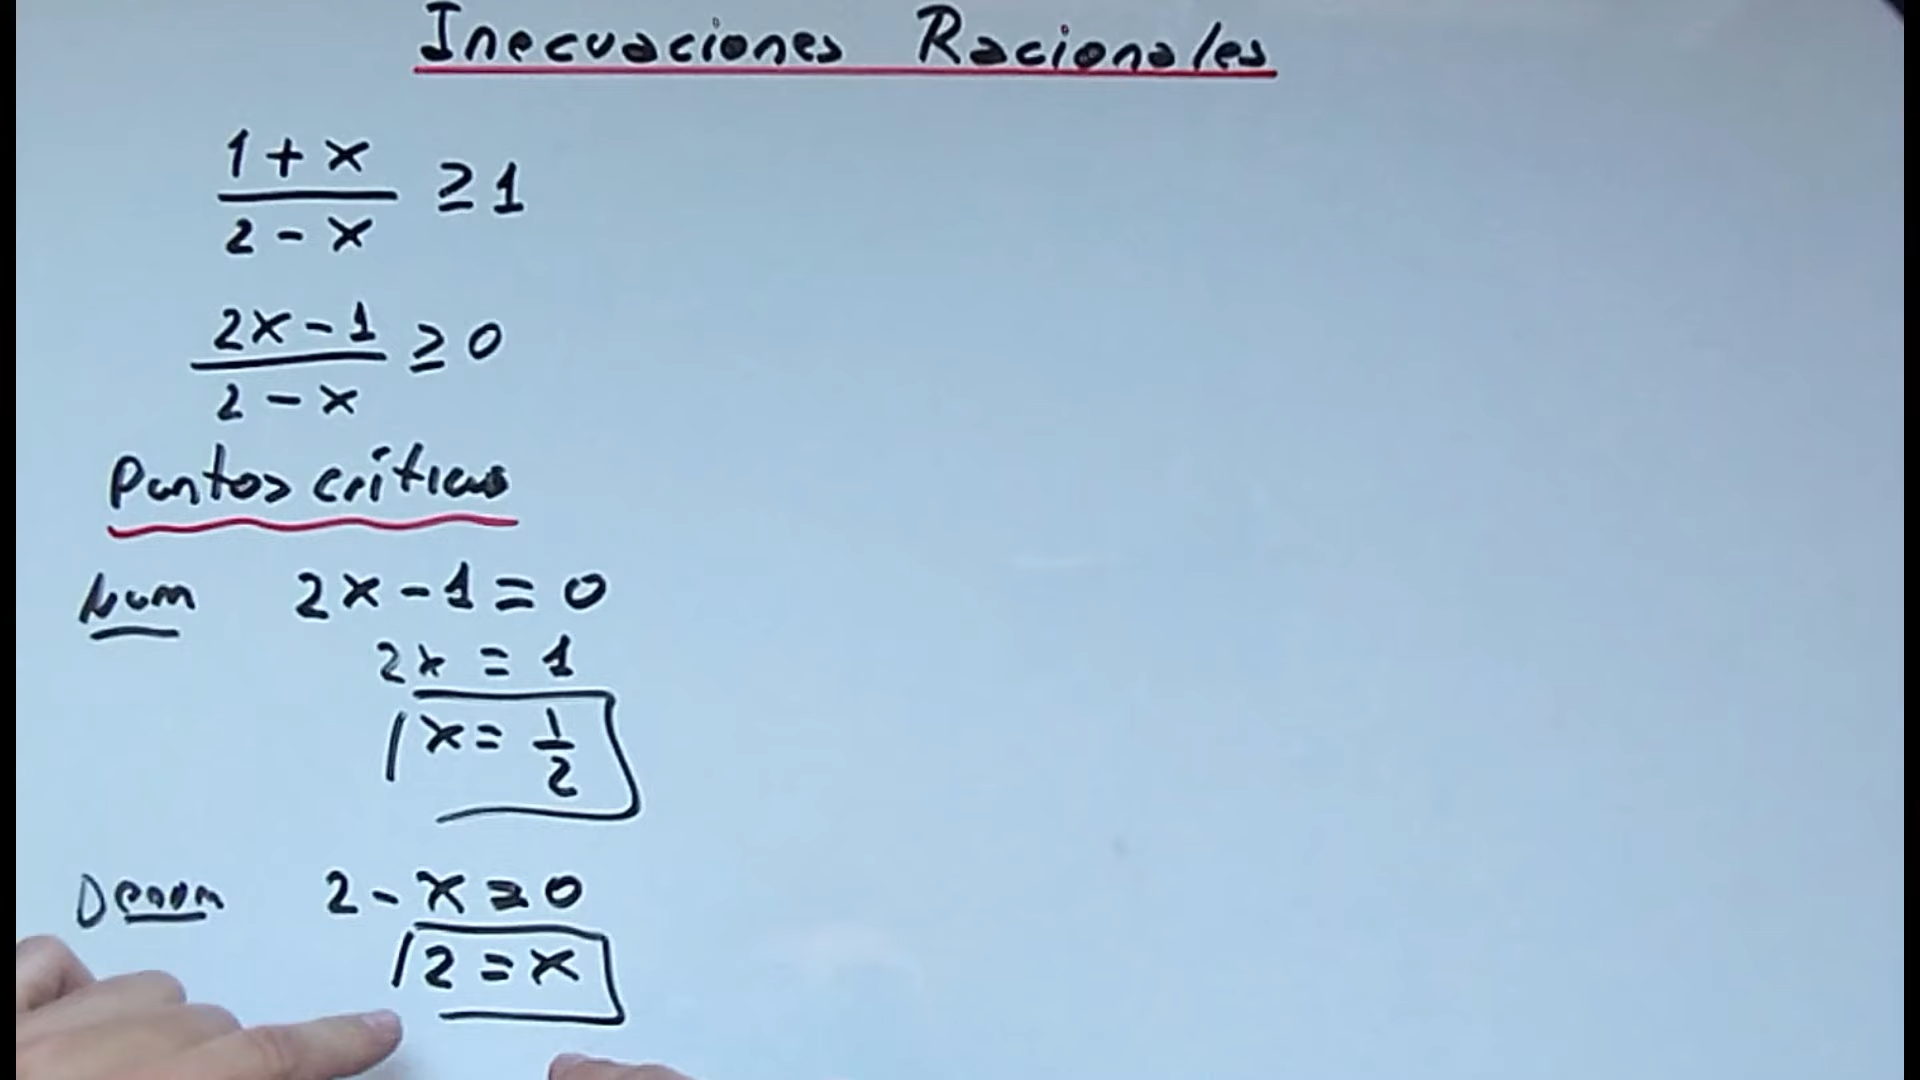 Inecuaciones Racionales
1 + x
2 - x
≥ 1
2x - 1
2 - x
≥ 0
Puntos críticos
Num 2x - 1 = 0
2x = 1
x = 1/2
Denom 2 - x = 0
2 = x